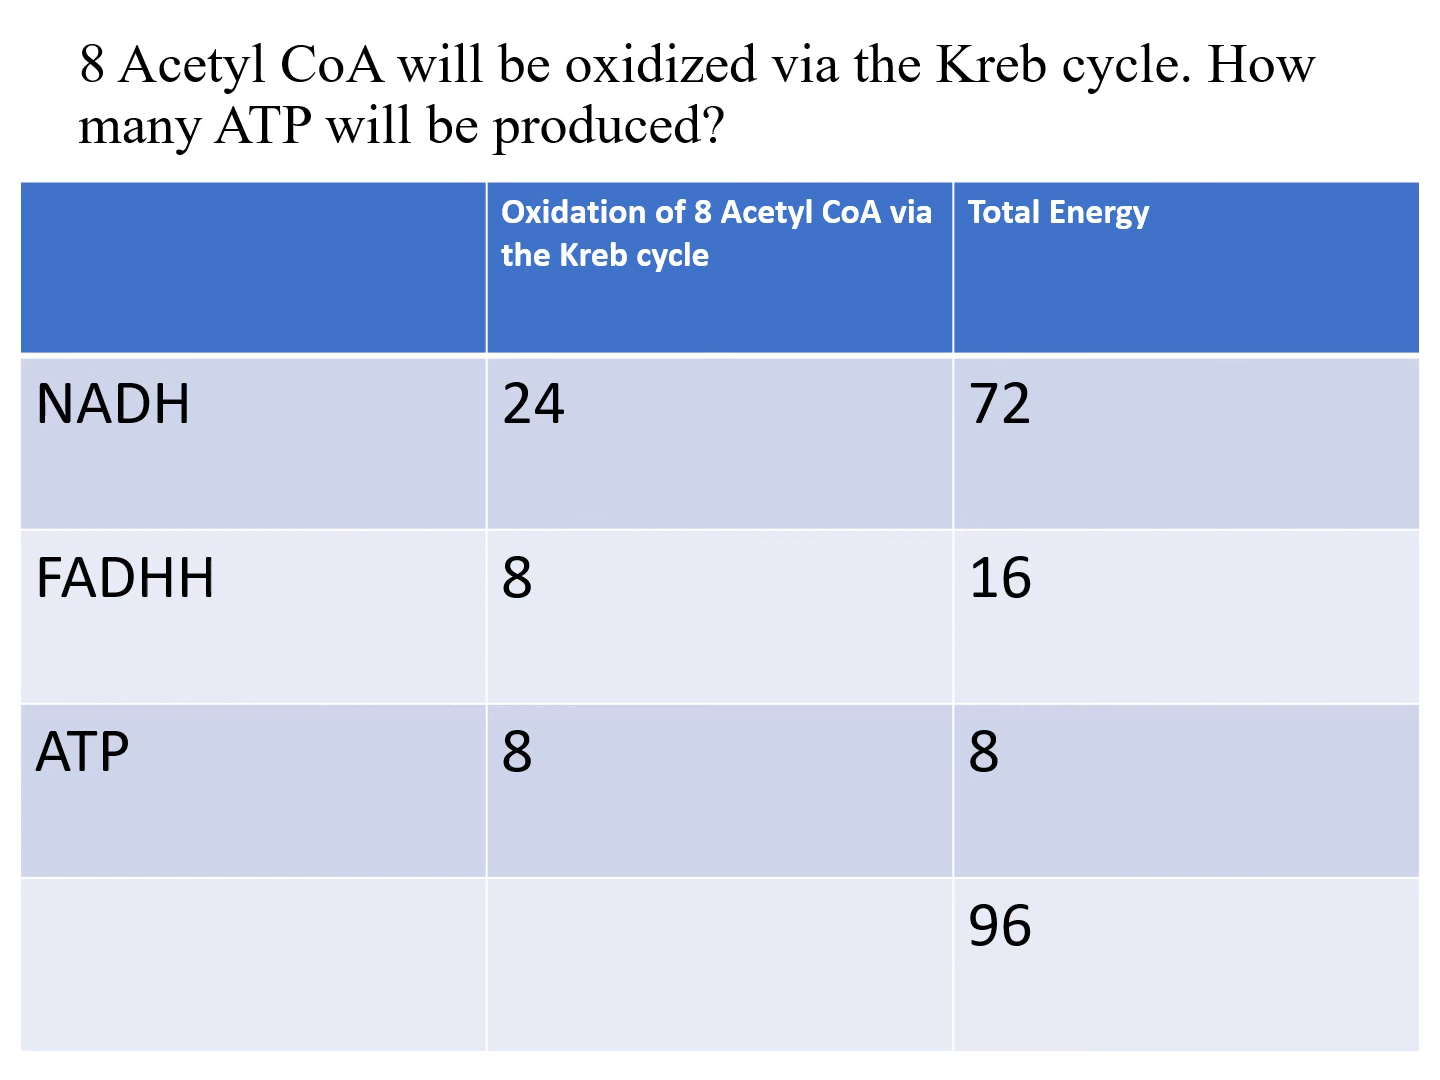 8 Acetyl CoA will be oxidized via the Kreb cycle. How
many ATP will be produced?
Oxidation of 8 Acetyl CoA via
the Kreb cycle
Total Energy
NADH
24
72
FADHH
8
16
ATP
8
8
96